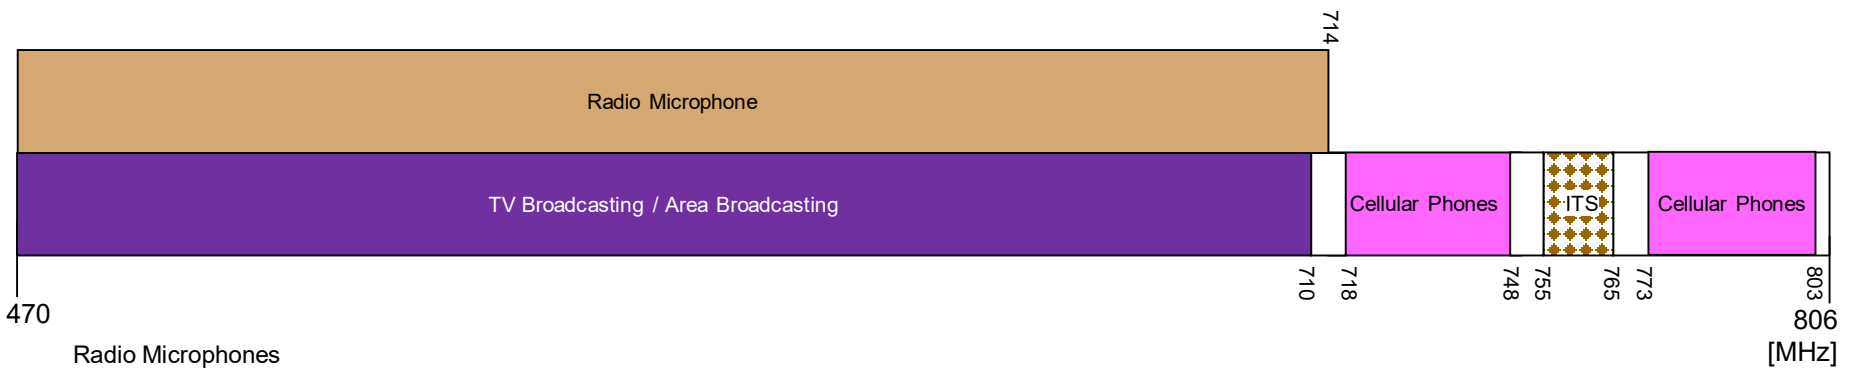 714
Radio Microphone
TV Broadcasting / Area Broadcasting
Cellular Phones
ITS
Cellular Phones
710
718
748
755
765
773
803
470
806
Radio Microphones
[MHz]